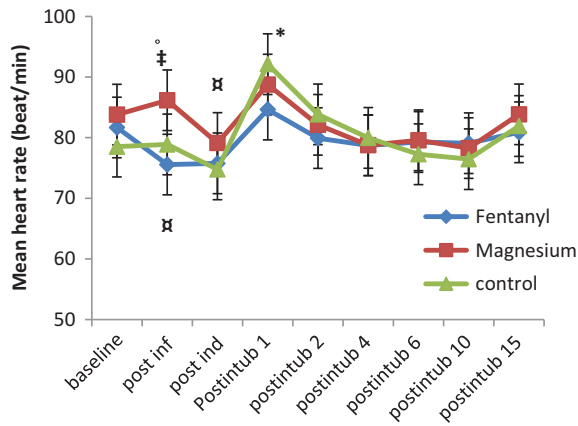 100
90
80
70
60
50
Mean heart rate (beat/min)
°
‡
¤
¤
*
Fentanyl
Magnesium
control
baseline
post inf
post ind
Postintub 1
postintub 2
postintub 4
postintub 6
postintub 10
postintub 15